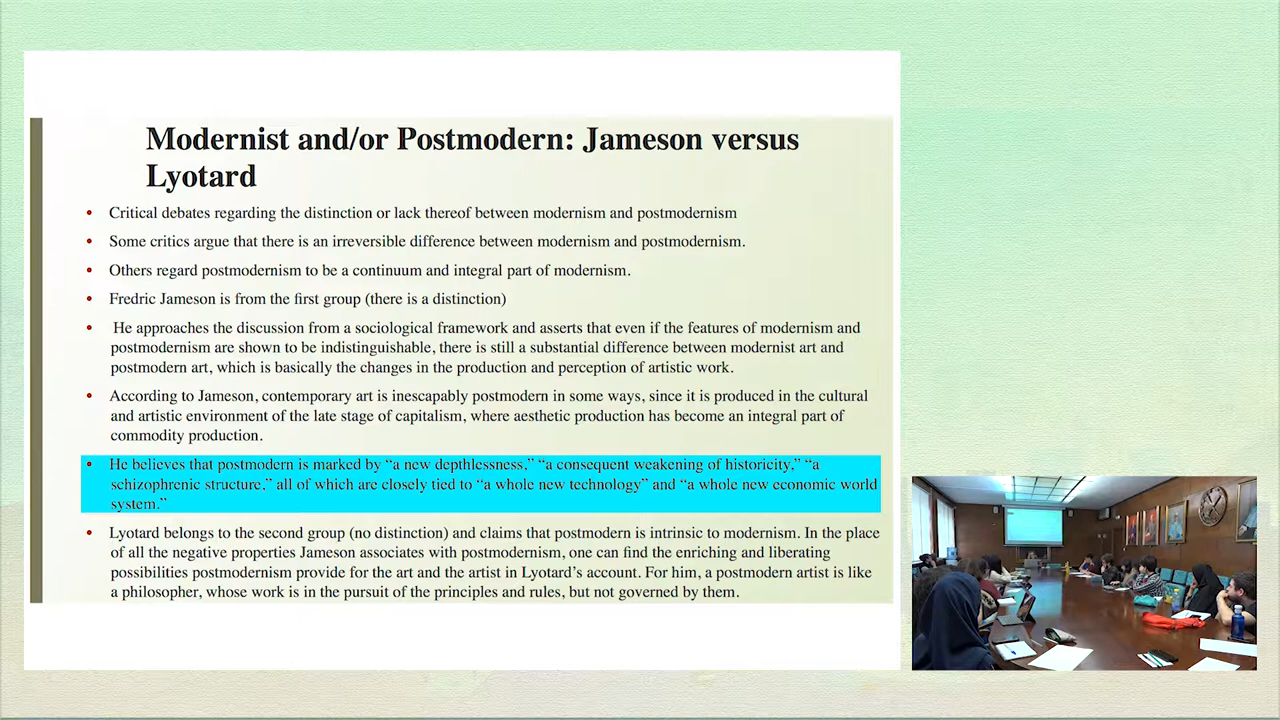 Modernist and/or Postmodern: Jameson versus
Lyotard
• Critical debates regarding the distinction or lack thereof between modernism and postmodernism
• Some critics argue that there is an irreversible difference between modernism and postmodernism.
• Others regard postmodernism to be a continuum and integral part of modernism.
• Fredric Jameson is from the first group (there is a distinction)
• He approaches the discussion from a sociological framework and asserts that even if the features of modernism and
postmodernism are shown to be indistinguishable, there is still a substantial difference between modernist art and
postmodern art, which is basically the changes in the production and perception of artistic work.
• According to Jameson, contemporary art is inescapably postmodern in some ways, since it is produced in the cultural
and artistic environment of the late stage of capitalism, where aesthetic production has become an integral part of
commodity production.
• He believes that postmodern is marked by “a new depthlessness,” “a consequent weakening of historicity,” “a
schizophrenic structure,” all of which are closely tied to “a whole new technology” and “a whole new economic world
system.”
• Lyotard belongs to the second group (no distinction) and claims that postmodern is intrinsic to modernism. In the place
of all the negative properties Jameson associates with postmodernism, one can find the enriching and liberating
possibilities postmodernism provide for the art and the artist in Lyotard’s account. For him, a postmodern artist is like
a philosopher, whose work is in the pursuit of the principles and rules, but not governed by them.